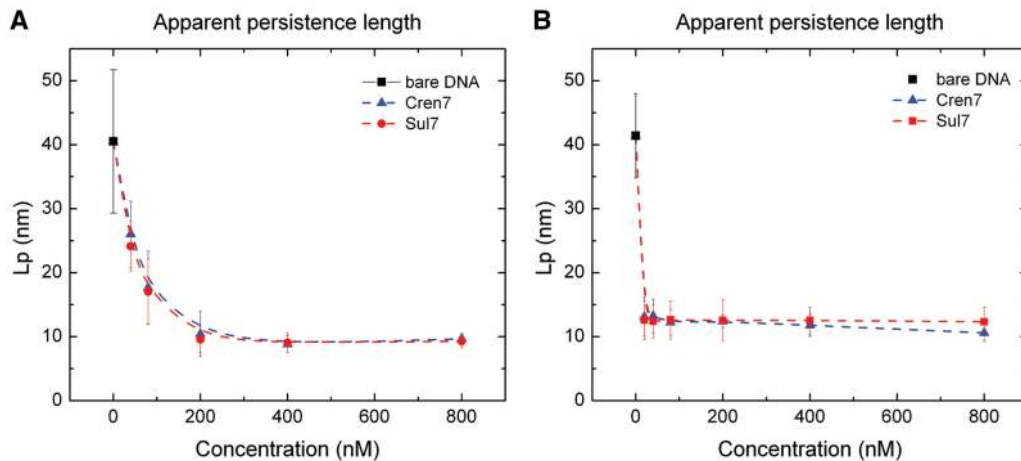 A
Apparent persistence length
Lp (nm)
50
40
30
20
10
0
bare DNA
Cren7
Sul7
0 200 400 600 800
Concentration (nM)
B
Apparent persistence length
Lp (nm)
50
40
30
20
10
0
bare DNA
Cren7
Sul7
0 200 400 600 800
Concentration (nM)